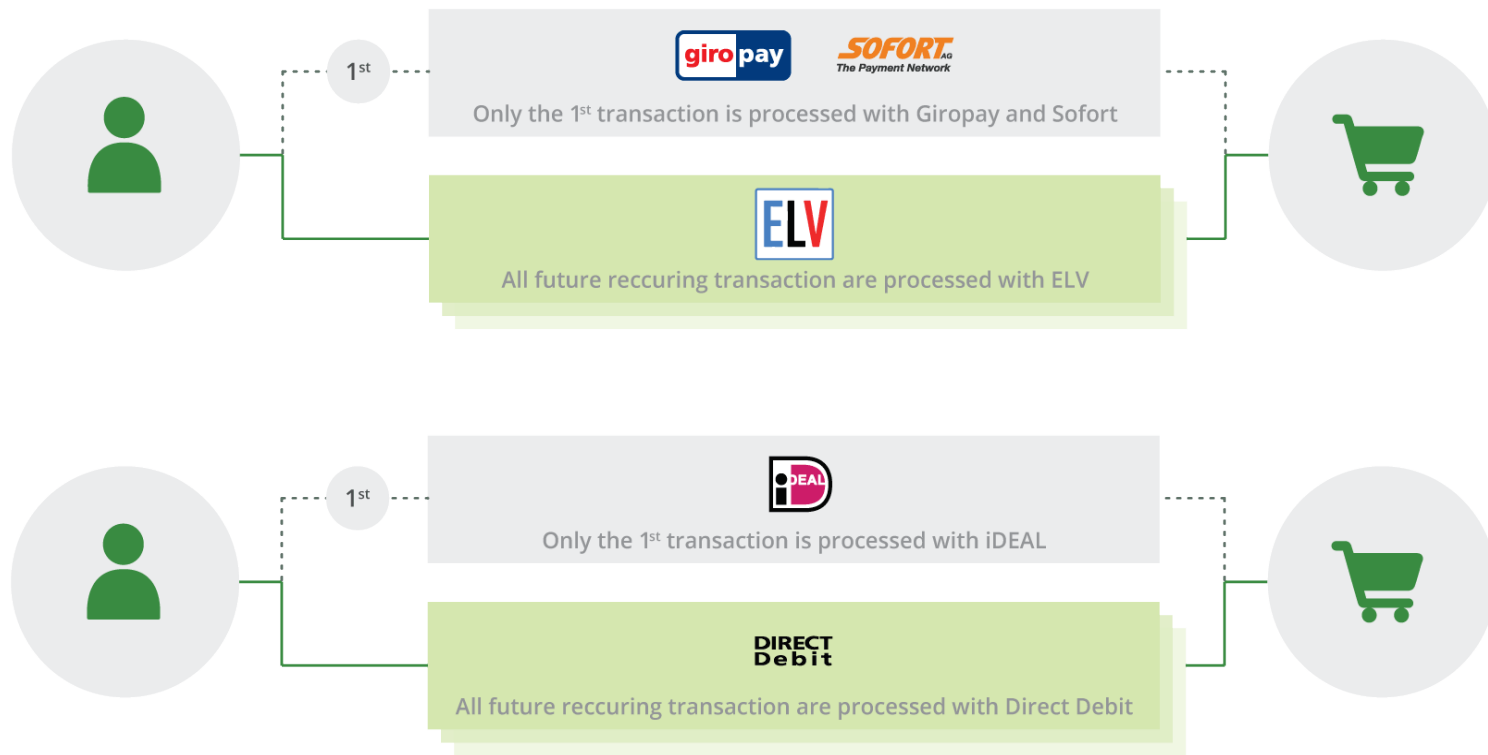 1st
giropay
SOFORT AG
The Payment Network
Only the 1st transaction is processed with Giropay and Sofort
ELV
All future reccuring transaction are processed with ELV
1st
iDEAL
Only the 1st transaction is processed with iDEAL
DIRECT
Debit
All future reccuring transaction are processed with Direct Debit